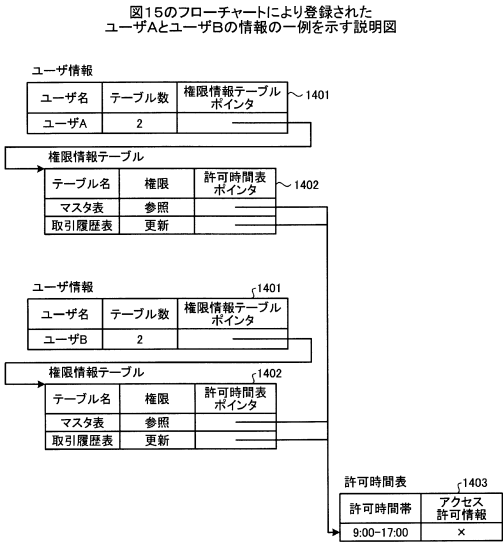 図15のフローチャートにより登録された
ユーザAとユーザBの情報の一例を示す説明図
ユーザ情報
1401
ユーザ名 テーブル数 権限情報テーブル
ポインタ
ユーザA 2
権限情報テーブル
1402
テーブル名 権限 許可時間表
ポインタ
マスタ表 参照
取引履歴表 更新
ユーザ情報
1401
ユーザ名 テーブル数 権限情報テーブル
ポインタ
ユーザB 2
権限情報テーブル
1402
テーブル名 権限 許可時間表
ポインタ
マスタ表 参照
取引履歴表 更新
許可時間表
1403
許可時間帯 アクセス
許可情報
9:00-17:00 ×